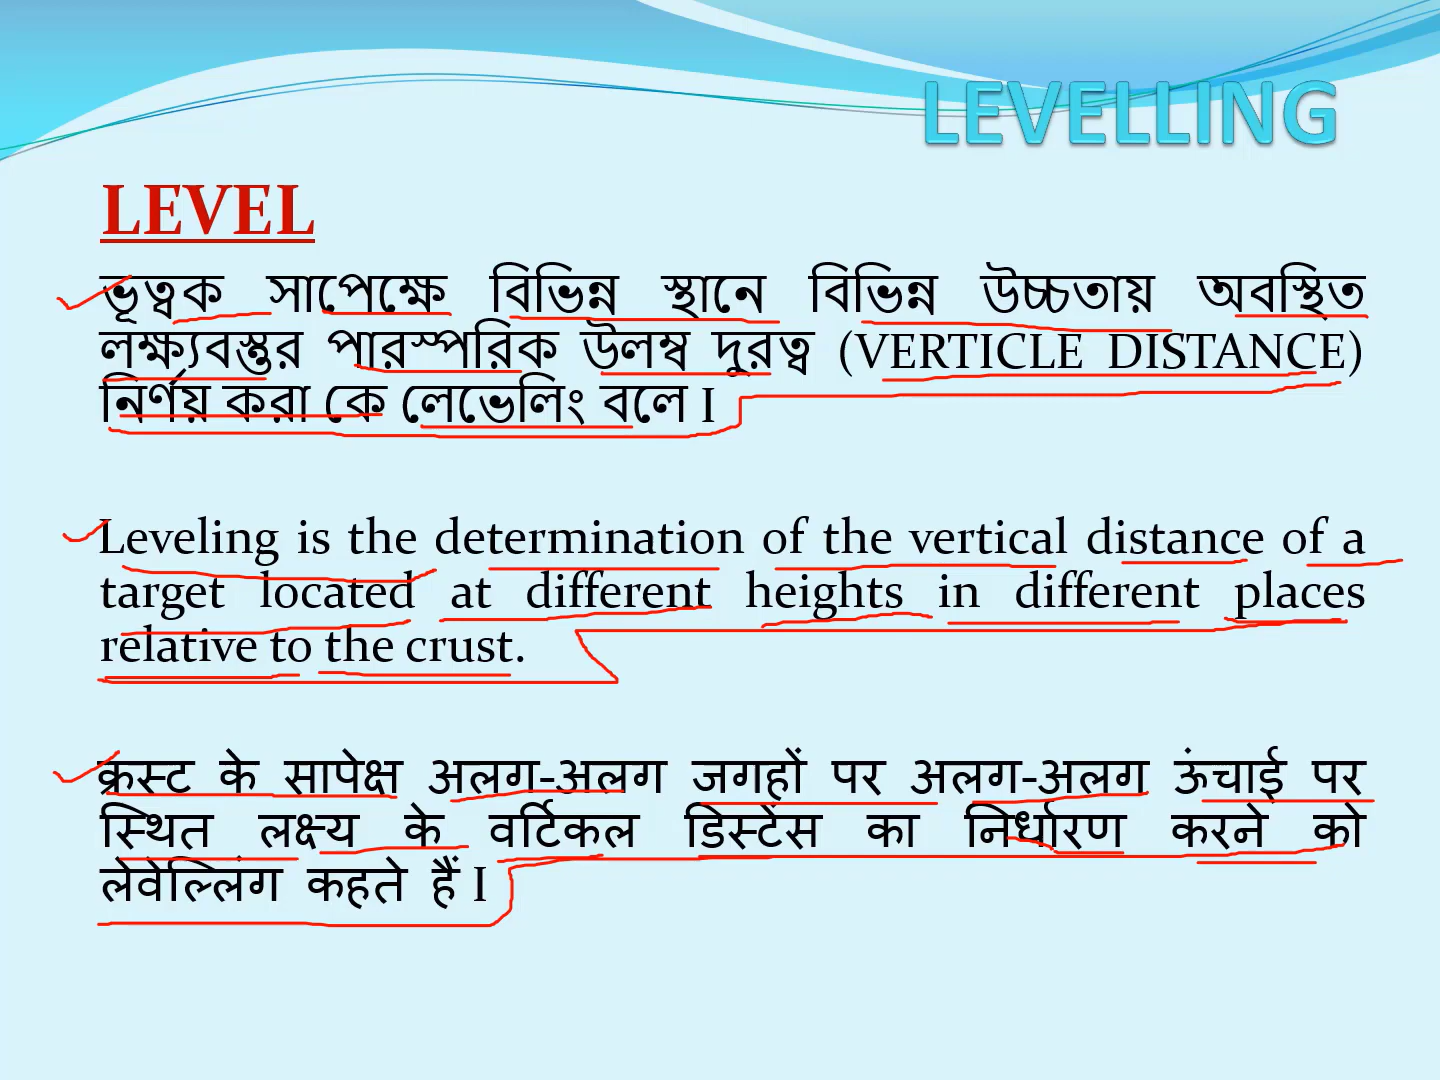 LEVELLING
LEVEL
ভূত্বক সাপেক্ষে বিভিন্ন স্থানে বিভিন্ন উচ্চতায় অবস্থিত
লক্ষ্যবস্তুর পারস্পরিক উলম্ব দুরত্ব (VERTICLE DISTANCE)
নির্ণয় করা কে লেভেলিং বলে I
Leveling is the determination of the vertical distance of a
target located at different heights in different places
relative to the crust.
क्रस्ट के सापेक्ष अलग-अलग जगहों पर अलग-अलग ऊंचाई पर
स्थित लक्ष्य के वर्टिकल डिस्टेंस का निर्धारण करने को
लेवेल्लिंग कहते हैं I